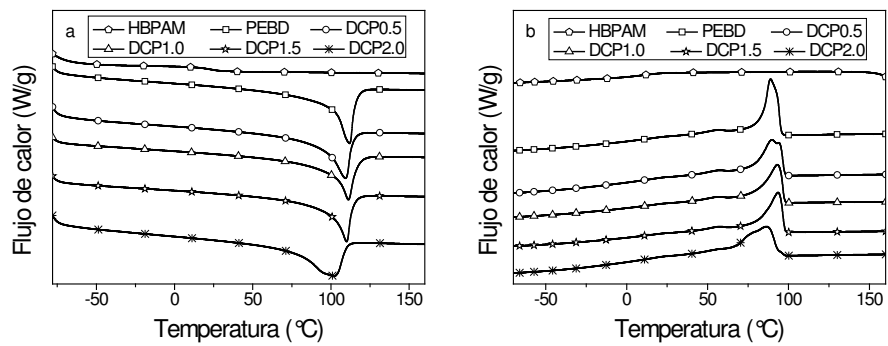 a
HBPAM PEBD DCP0.5
DCP1.0 DCP1.5 DCP2.0
Flujo de calor (W/g)
-50 0 50 100 150
Temperatura (°C)
b
HBPAM PEBD DCP0.5
DCP1.0 DCP1.5 DCP2.0
Flujo de calor (W/g)
-50 0 50 100 150
Temperatura (°C)